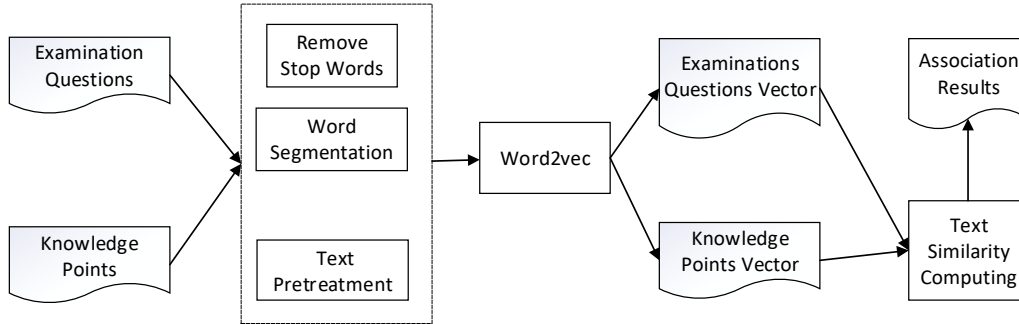 Examination
Questions
Knowledge
Points
Remove
Stop Words
Word
Segmentation
Text
Pretreatment
Word2vec
Examinations
Questions Vector
Knowledge
Points Vector
Association
Results
Text
Similarity
Computing